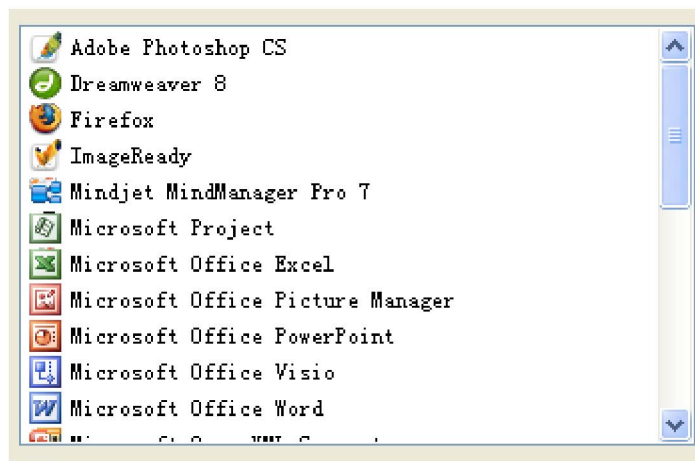 Adobe Photoshop CS
Dreamweaver 8
Firefox
ImageReady
Mindjet MindManager Pro 7
Microsoft Project
Microsoft Office Excel
Microsoft Office Picture Manager
Microsoft Office PowerPoint
Microsoft Office Visio
Microsoft Office Word